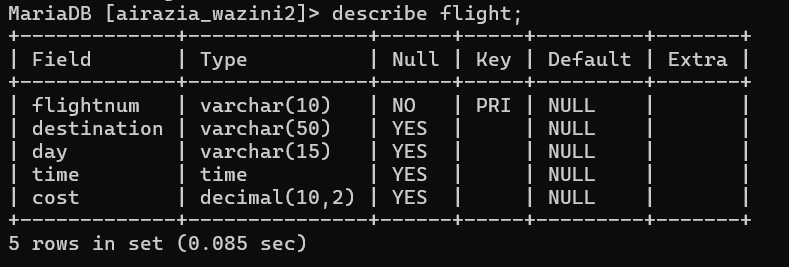 MariaDB [airazia_wazini2]> describe flight;
+-------------+---------------+------+-----+---------+-------+
| Field       | Type          | Null | Key | Default | Extra |
+-------------+---------------+------+-----+---------+-------+
| flightnum   | varchar(10)   | NO   | PRI | NULL    |       |
| destination | varchar(50)   | YES  |     | NULL    |       |
| day         | varchar(15)   | YES  |     | NULL    |       |
| time        | time          | YES  |     | NULL    |       |
| cost        | decimal(10,2) | YES  |     | NULL    |       |
+-------------+---------------+------+-----+---------+-------+
5 rows in set (0.085 sec)